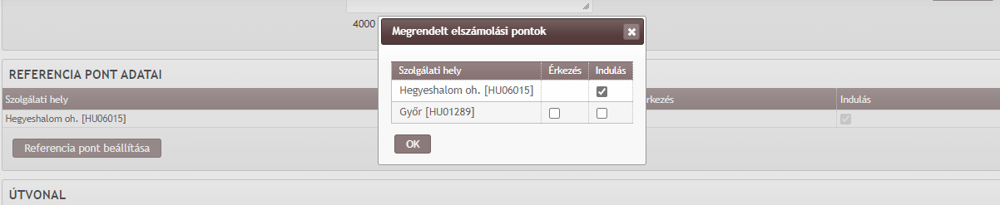 4000
Megrendelt elszámolási pontok
Szolgálati hely Érkezés Indulás
Hegyeshalom oh. [HU06015]
Győr [HU01289]
OK
REFERENCIA PONT ADATAI
Szolgálati hely rkezés Indulás
Hegyeshalom oh. [HU06015]
Referencia pont beállítása
ÚTVONAL